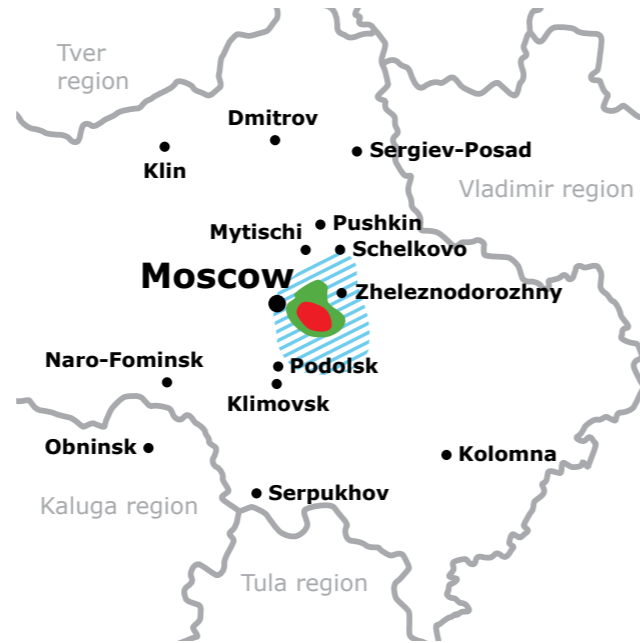 Tver
region
Dmitrov
Klin
Sergiev-Posad
Vladimir region
Pushkin
Mytischi
Schelkovo
Moscow
Zheleznodorozhny
Naro-Fominsk
Podolsk
Klimovsk
Obninsk
Kolomna
Kaluga region
Serpukhov
Tula region